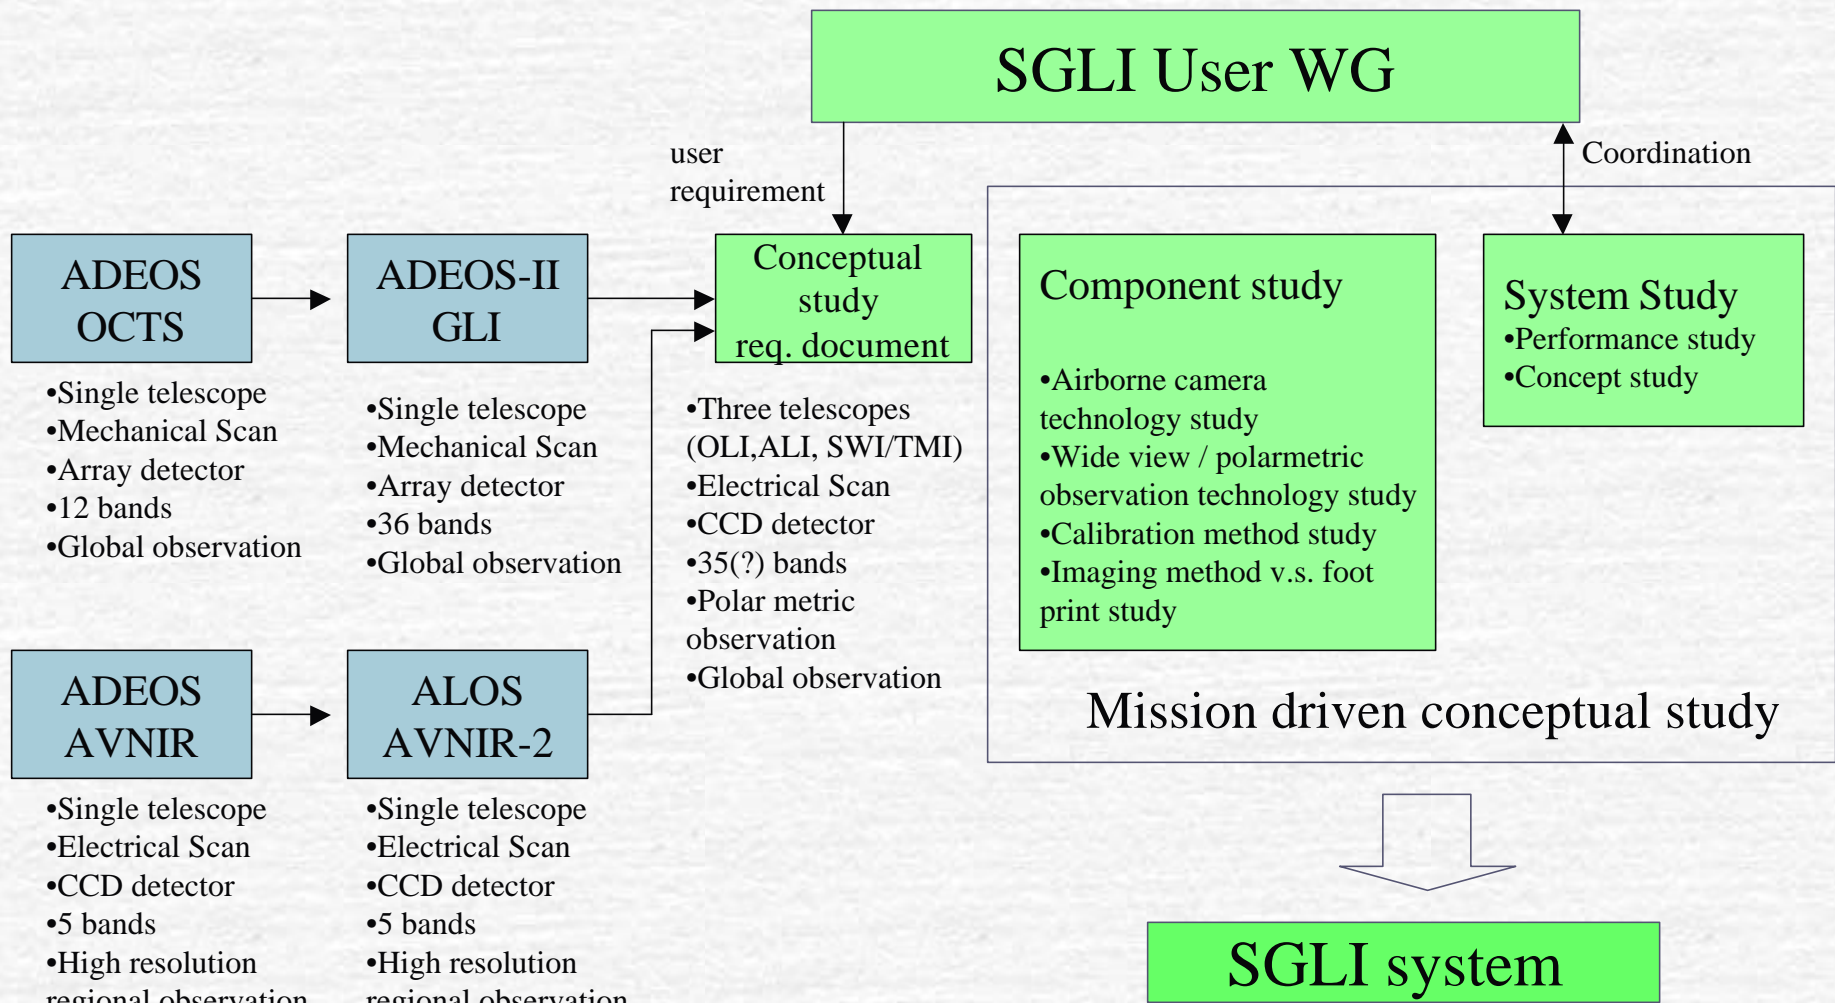 SGLI User WG
user
requirement
Coordination
ADEOS
OCTS
•Single telescope
•Mechanical Scan
•Array detector
•12 bands
•Global observation
ADEOS-II
GLI
•Single telescope
•Mechanical Scan
•Array detector
•36 bands
•Global observation
Conceptual
study
req. document
•Three telescopes
(OLI,ALI, SWI/TMI)
•Electrical Scan
•CCD detector
•35(?) bands
•Polar metric
observation
•Global observation
Component study
•Airborne camera
technology study
•Wide view / polarmetric
observation technology study
•Calibration method study
•Imaging method v.s. foot
print study
System Study
•Performance study
•Concept study
Mission driven conceptual study
ADEOS
AVNIR
•Single telescope
•Electrical Scan
•CCD detector
•5 bands
•High resolution
regional observation
ALOS
AVNIR-2
•Single telescope
•Electrical Scan
•CCD detector
•5 bands
•High resolution
regional observation
SGLI system